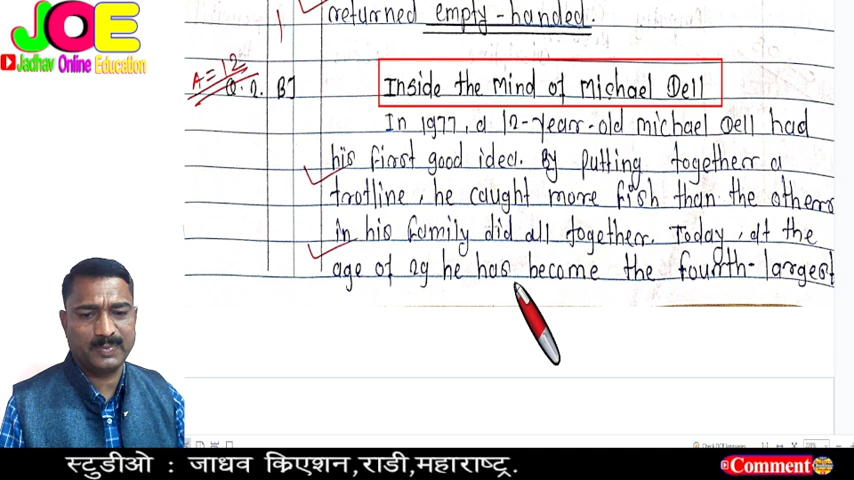 JOE
Jadhav Online Education
returned empty-handed.
A = 12
Q. 2. B]
Inside the Mind of Michael Dell
In 1977, a 12-year-old michael Dell had
his first good idea. By putting together a
trotline, he caught more fish than the others
in his family did all together. Today, at the
age of 29 he has become the fourth-largest
स्टुडीओ : जाधव क्रिएशन,राडी,महाराष्ट्र.
Comment